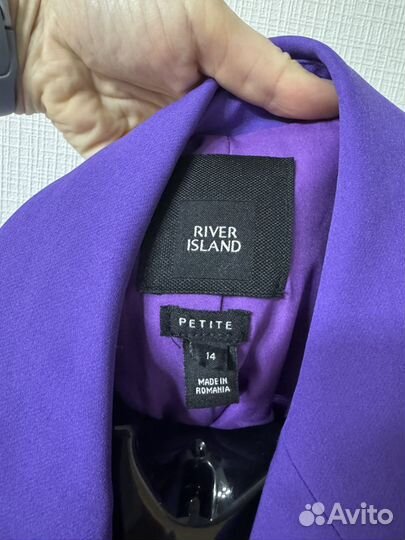 RIVER
ISLAND
PETITE
14
MADE IN
ROMANIA
Avito